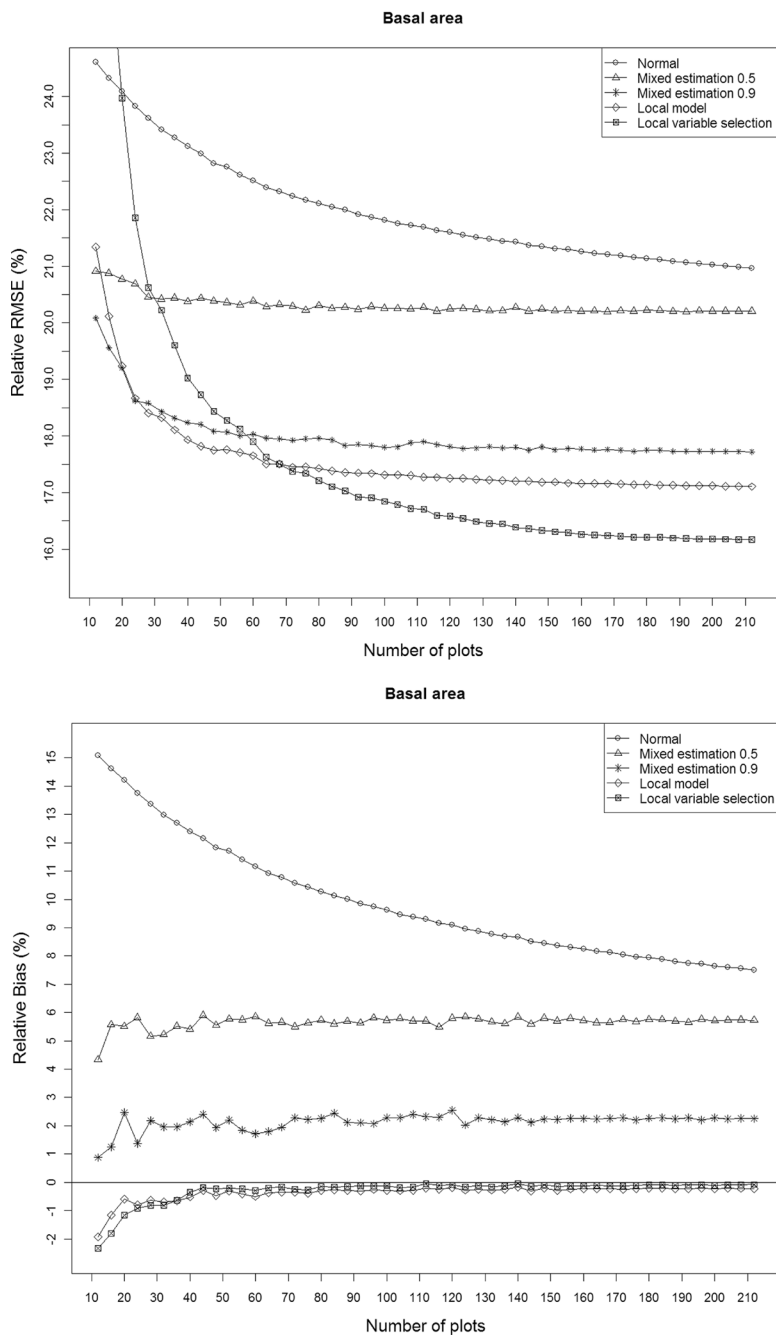 Basal area
Normal
Mixed estimation 0.5
Mixed estimation 0.9
Local model
Local variable selection
Relative RMSE (%)
24.0
23.0
22.0
21.0
20.0
19.0
18.0
17.0
16.0
10 20 30 40 50 60 70 80 90 100 110 120 130 140 150 160 170 180 190 200 210
Number of plots
Basal area
Normal
Mixed estimation 0.5
Mixed estimation 0.9
Local model
Local variable selection
Relative Bias (%)
15
14
13
12
11
10
9
8
7
6
5
4
3
2
1
0
-1
-2
10 20 30 40 50 60 70 80 90 100 110 120 130 140 150 160 170 180 190 200 210
Number of plots